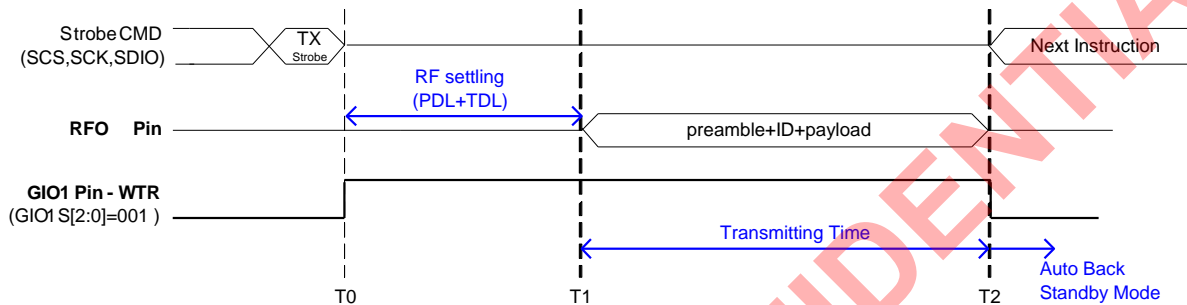 Strobe CMD
(SCS,SCK,SDIO)
TX
Strobe
Next Instruction
RF settling
(PDL+TDL)
RFO Pin
preamble+ID+payload
GIO1 Pin - WTR
(GIO1S[2:0]=001 )
Transmitting Time
T0
T1
T2
Auto Back
Standby Mode